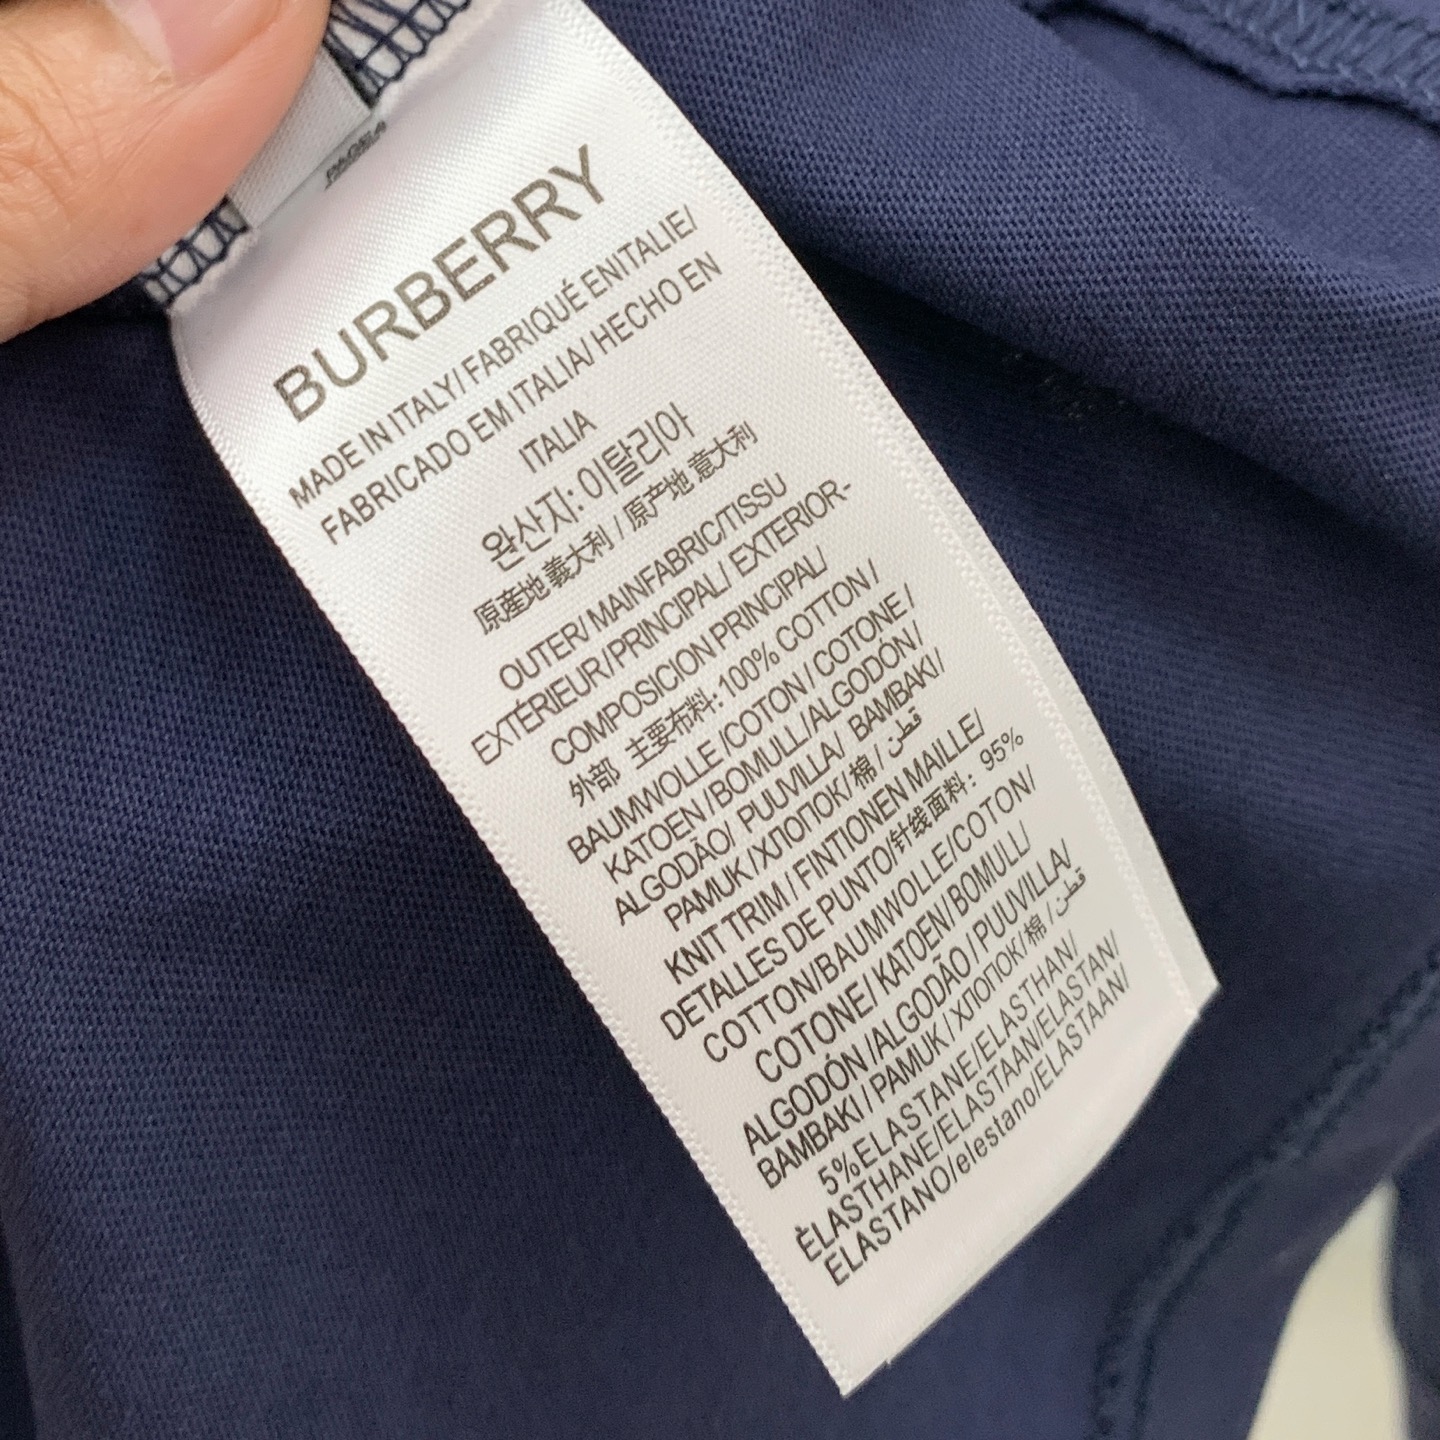 PAGE A
BURBERRY
MADE IN ITALY/ FABRIQUÉ ENITALIE/
FABRICADO EM ITALIA/ HECHO EN
ITALIA
완산지: 이탈리아
原産地 義大利 / 原产地 意大利
OUTER/ MAINFABRIC/TISSU
EXTÉRIEUR/PRINCIPAL/ EXTERIOR-
COMPOSICION PRINCIPAL/
外部 主要布料: 100% COTTON /
BAUMWOLLE /COTON / COTONE /
KATOEN /BOMULL/ALGODÓN/
ALGODÃO/ PUUVILLA/ BAMBAKI/
PAMUK/ХЛОПОК/棉 / قطن /
KNIT TRIM / FINTIONEN MAILLE/
DETALLES DE PUNTO/针线面料: 95%
COTTON/BAUMWOLLE/COTON/
COTONE/ KATOEN/BOMULL/
ALGODÓN /ALGODÃO /PUUVILLA/
BAMBAKI / PAMUK / ХЛОПОК/ 棉 / قطن /
5%ELASTANE/ELASTHAN/
ÈLASTHANE/ELASTAAN/ELASTAN/
ELASTANO/elestano/ELASTAAN/